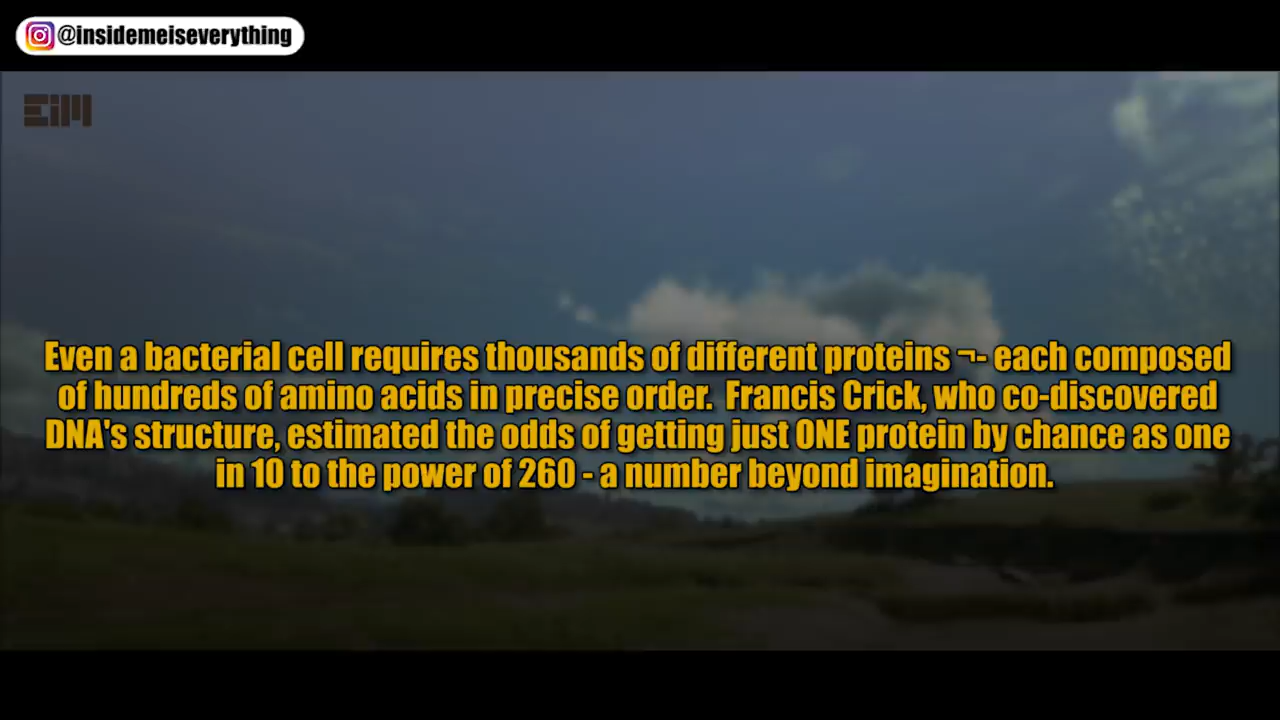 @insidemeiseverything
EiM
Even a bacterial cell requires thousands of different proteins ¬- each composed
of hundreds of amino acids in precise order.  Francis Crick, who co-discovered
DNA's structure, estimated the odds of getting just ONE protein by chance as one
in 10 to the power of 260 - a number beyond imagination.